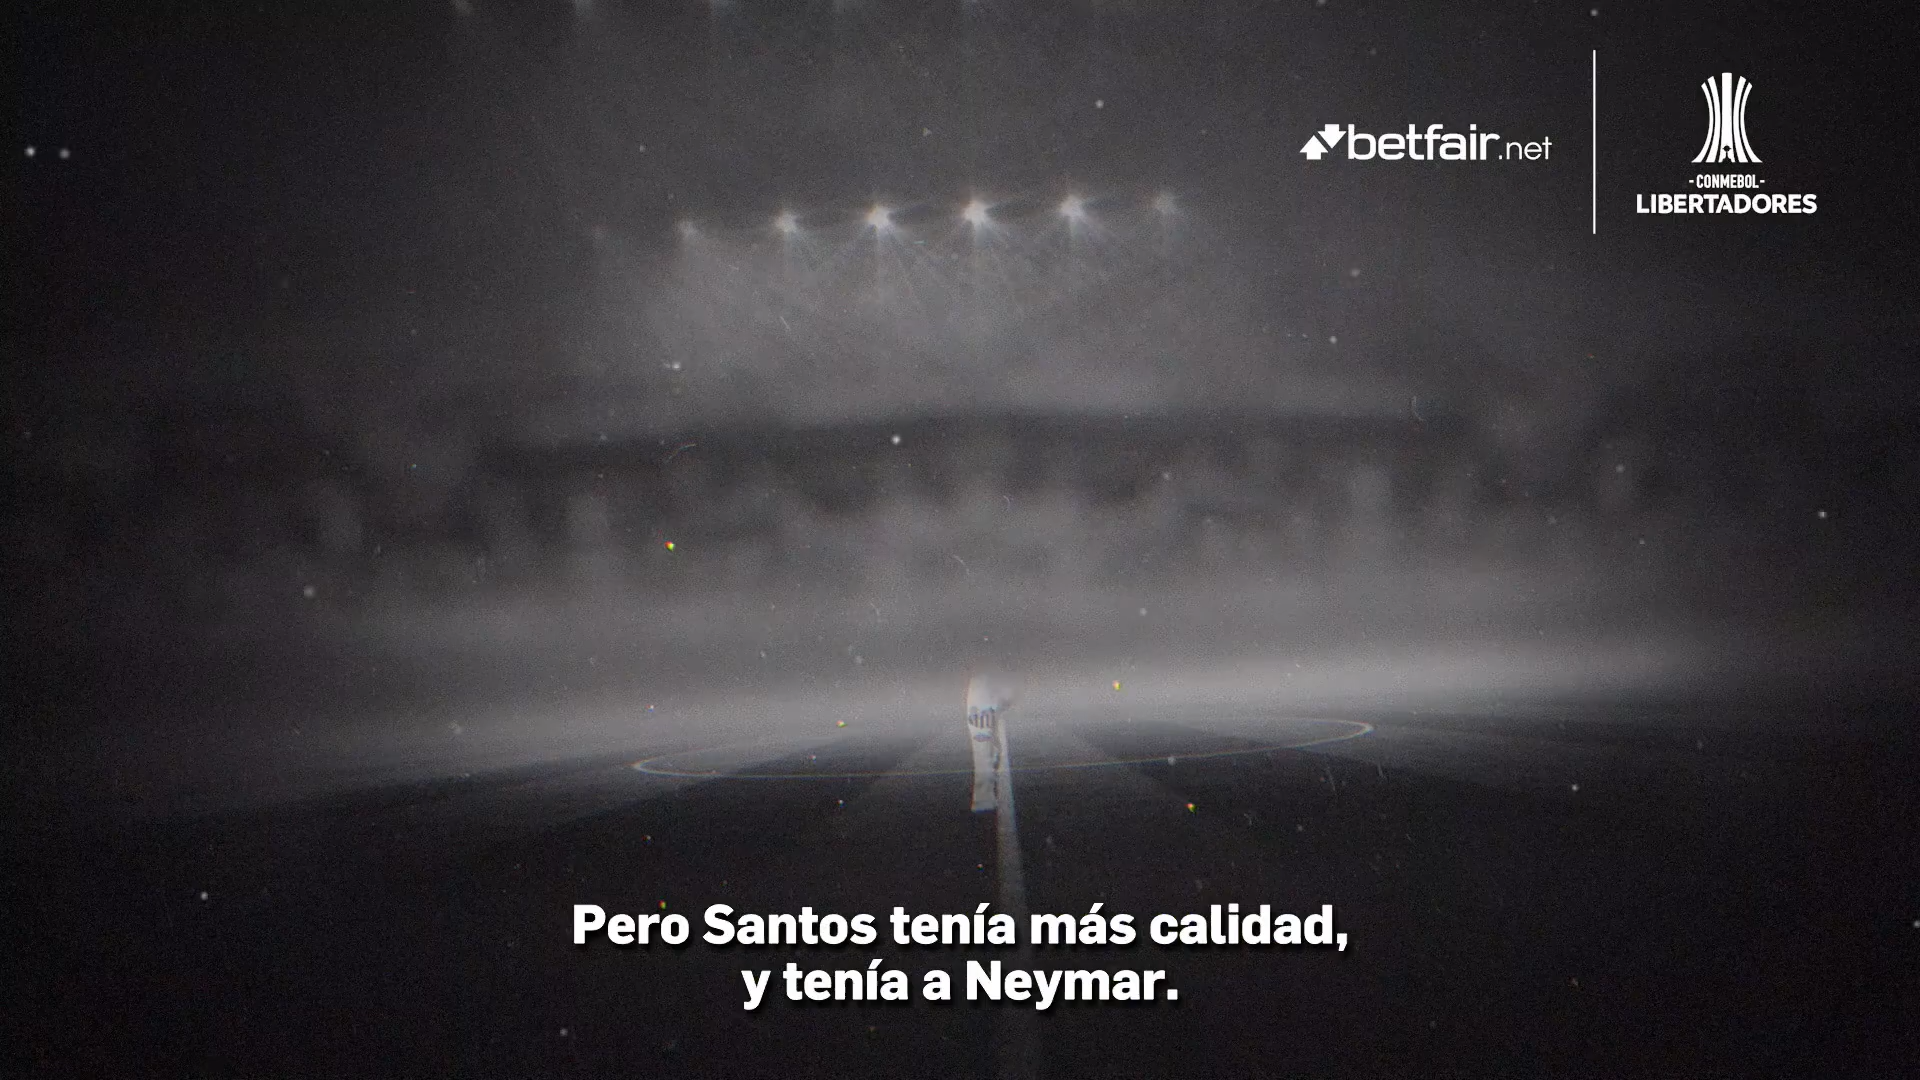 betfair.net
-CONMEBOL-
LIBERTADORES
Pero Santos tenía más calidad,
y tenía a Neymar.